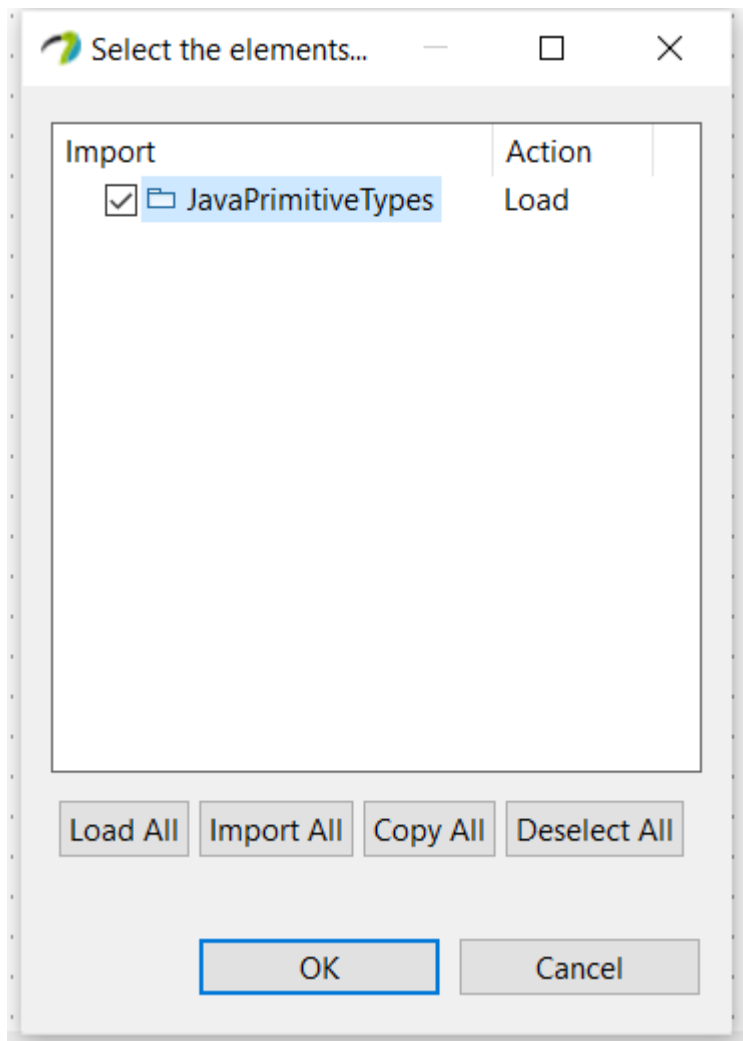 Select the elements...
Import Action
JavaPrimitiveTypes Load
Load All Import All Copy All Deselect All
OK Cancel